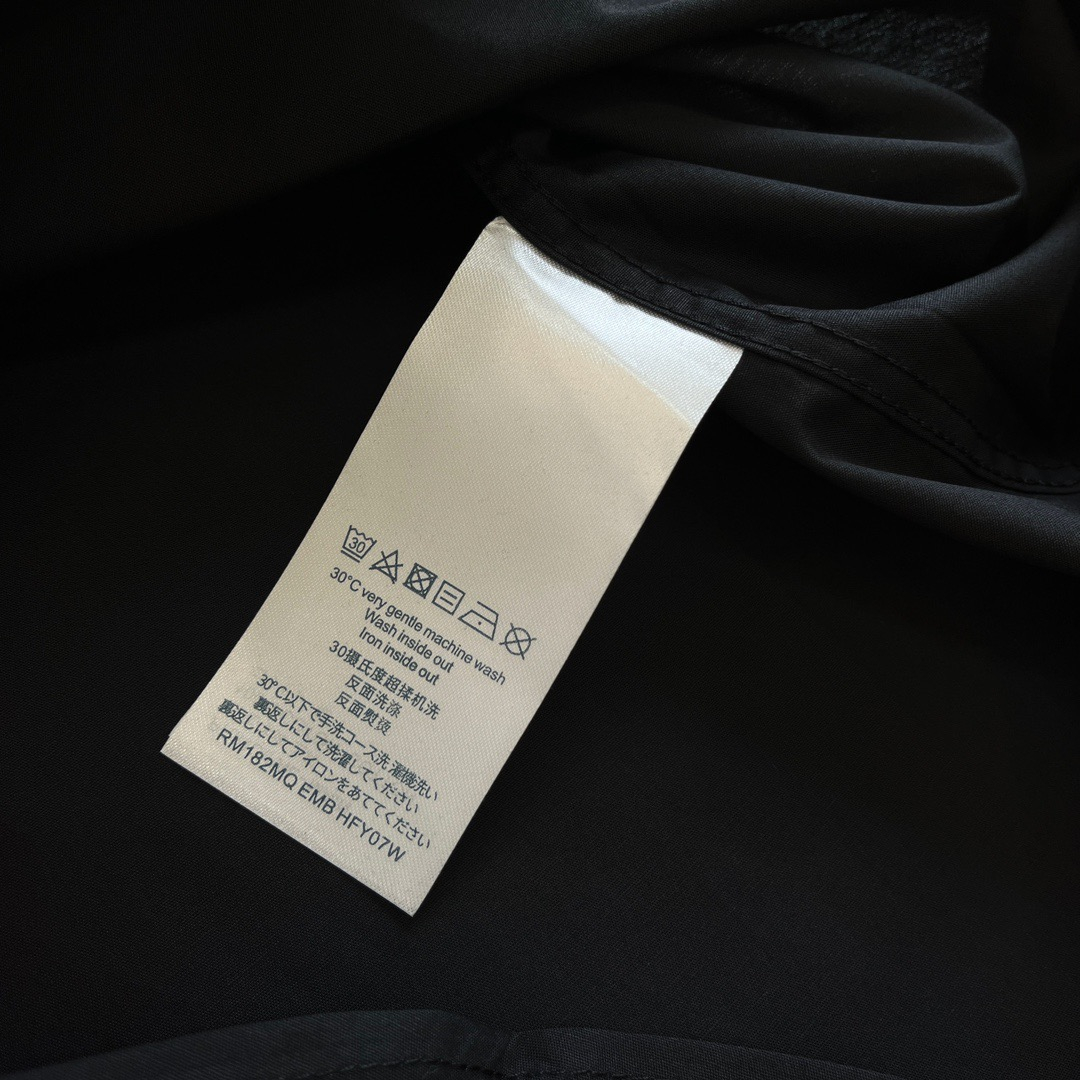 30
30°C very gentle machine wash
Wash inside out
Iron inside out
30摄氏度超揉机洗
反面洗涤
反面熨烫
30°C以下で手洗コース洗 濯機洗い
裏返しにして洗濯してください
裏返しにしてアイロンをあててください
RM182MQ EMB HFY07W